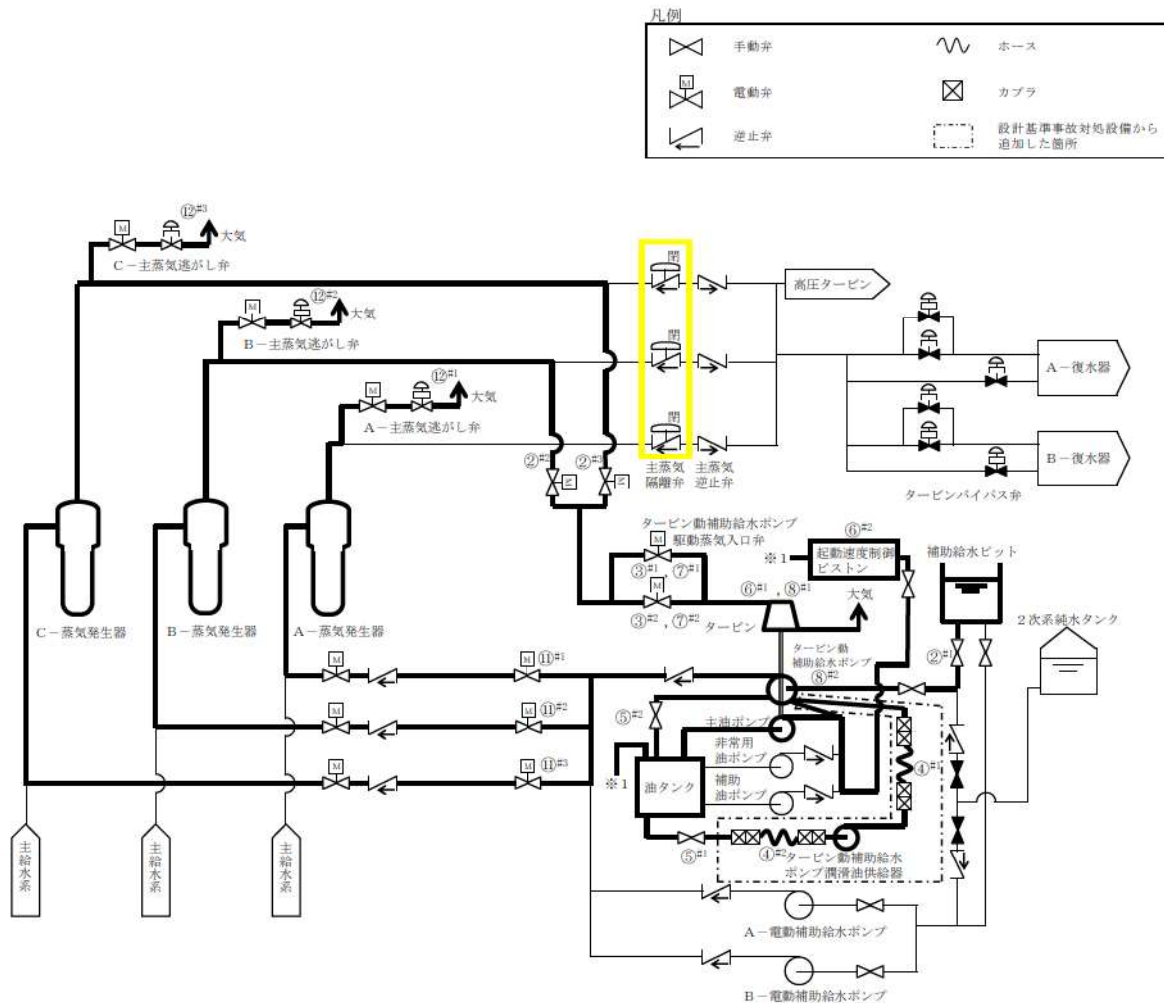 凡例
手動弁
ホース
M
電動弁
カプラ
逆止弁
設計基準事故対処設備から
追加した箇所
⑫#3
M
大気
C－主蒸気逃がし弁
⑫#2
M
大気
B－主蒸気逃がし弁
⑫#1
M
大気
A－主蒸気逃がし弁
閉
閉
閉
主蒸気
隔離弁
主蒸気
逆止弁
高圧タービン
A－復水器
B－復水器
タービンバイパス弁
②#2
②#3
M
M
タービン動補助給水ポンプ
駆動蒸気入口弁
M
③#1, ⑦#1
M
③#2, ⑦#2
⑥#2
※1
起動速度制御
ピストン
補助給水ピット
⑥#1, ⑧#1
大気
タービン
2次系純水タンク
②#1
C－蒸気発生器
B－蒸気発生器
A－蒸気発生器
タービン動
補助給水ポンプ
⑧#2
M
M
⑪#1
M
M
⑪#2
M
M
⑪#3
⑤#2
主油ポンプ
非常用
油ポンプ
補助
油ポンプ
※1
油タンク
④#1
⑤#1
④#2
タービン動補助給水
ポンプ潤滑油供給器
主給水系
主給水系
主給水系
A－電動補助給水ポンプ
B－電動補助給水ポンプ